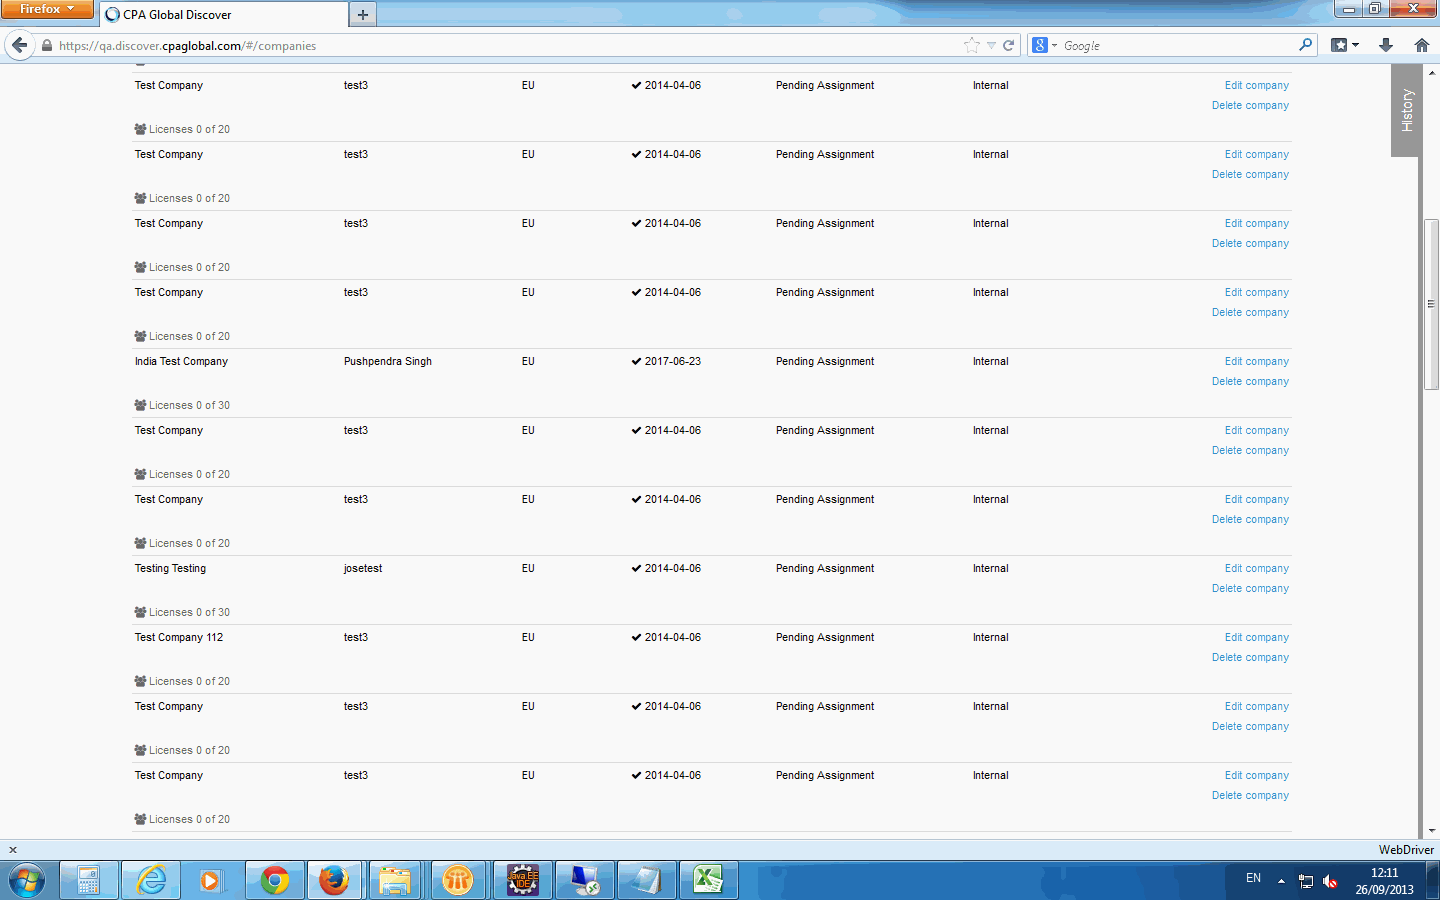 Firefox
CPA Global Discover
https://qa.discover.cpaglobal.com/#/companies
Google
History
Test Company test3 EU 2014-04-06 Pending Assignment Internal Edit company
Delete company
Licenses 0 of 20
Test Company test3 EU 2014-04-06 Pending Assignment Internal Edit company
Delete company
Licenses 0 of 20
Test Company test3 EU 2014-04-06 Pending Assignment Internal Edit company
Delete company
Licenses 0 of 20
Test Company test3 EU 2014-04-06 Pending Assignment Internal Edit company
Delete company
Licenses 0 of 20
India Test Company Pushpendra Singh EU 2017-06-23 Pending Assignment Internal Edit company
Delete company
Licenses 0 of 30
Test Company test3 EU 2014-04-06 Pending Assignment Internal Edit company
Delete company
Licenses 0 of 20
Test Company test3 EU 2014-04-06 Pending Assignment Internal Edit company
Delete company
Licenses 0 of 20
Testing Testing josetest EU 2014-04-06 Pending Assignment Internal Edit company
Delete company
Licenses 0 of 30
Test Company 112 test3 EU 2014-04-06 Pending Assignment Internal Edit company
Delete company
Licenses 0 of 20
Test Company test3 EU 2014-04-06 Pending Assignment Internal Edit company
Delete company
Licenses 0 of 20
Test Company test3 EU 2014-04-06 Pending Assignment Internal Edit company
Delete company
Licenses 0 of 20
WebDriver
Java EE
IDE
EN
12:11
26/09/2013